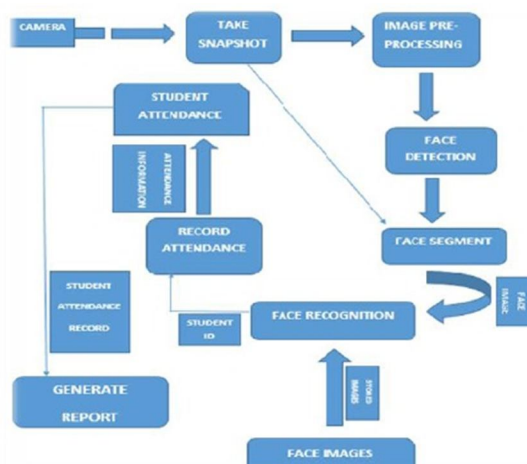 CAMERA
TAKE
SNAPSHOT
IMAGE PRE-
PROCESSING
STUDENT
ATTENDANCE
FACE
DETECTION
ATTENDANCE
INFORMATION
RECORD
ATTENDANCE
FACE SEGMENT
FACE
IMAGE
STUDENT
ATTENDANCE
RECORD
STUDENT
ID
FACE RECOGNITION
GENERATE
REPORT
STORED
IMAGES
FACE IMAGES